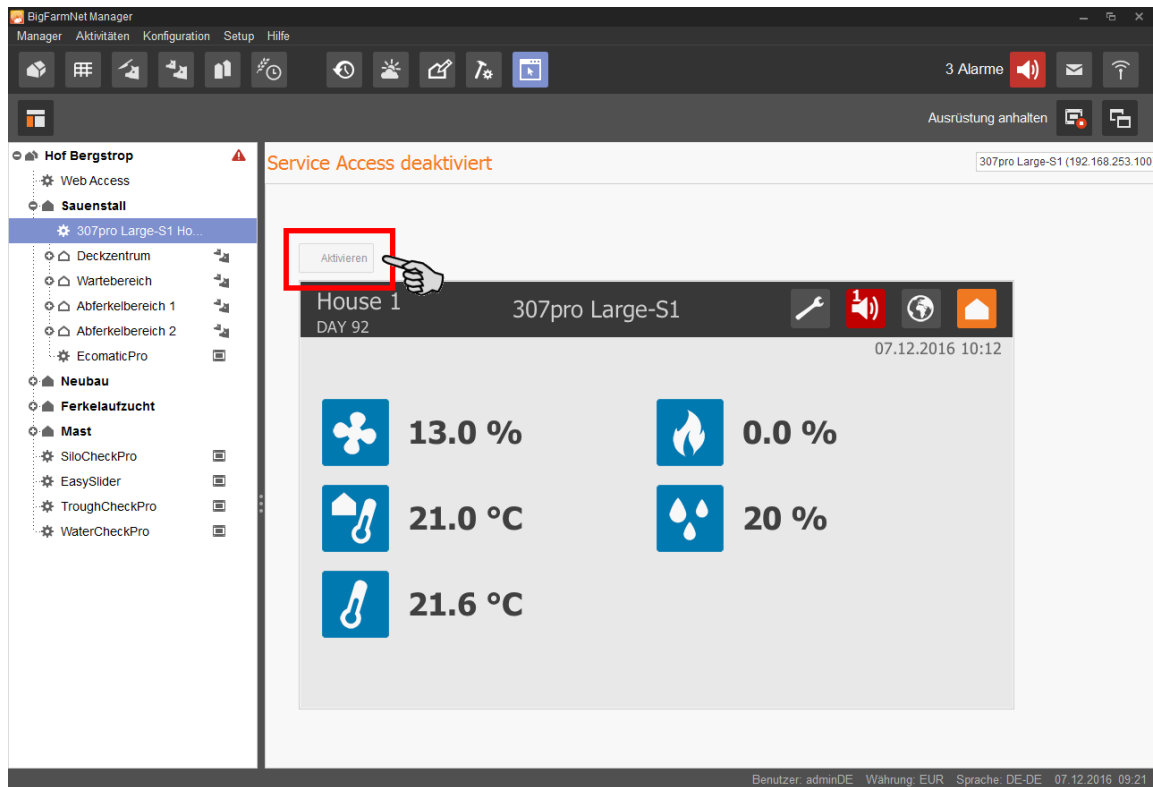 BigFarmNet Manager
Manager Aktivitäten Konfiguration Setup Hilfe
3 Alarme
Ausrüstung anhalten
Hof Bergstrop
Web Access
Sauenstall
307pro Large-S1 Ho...
Deckzentrum
Wartebereich
Abferkelbereich 1
Abferkelbereich 2
EcomaticPro
Neubau
Ferkelaufzucht
Mast
SiloCheckPro
EasySlider
TroughCheckPro
WaterCheckPro
Service Access deaktiviert
307pro Large-S1 (192.168.253.100
Aktivieren
House 1
DAY 92
307pro Large-S1
1
07.12.2016 10:12
13.0 %
0.0 %
21.0 °C
20 %
21.6 °C
Benutzer: adminDE Währung: EUR Sprache: DE-DE 07.12.2016 09:21